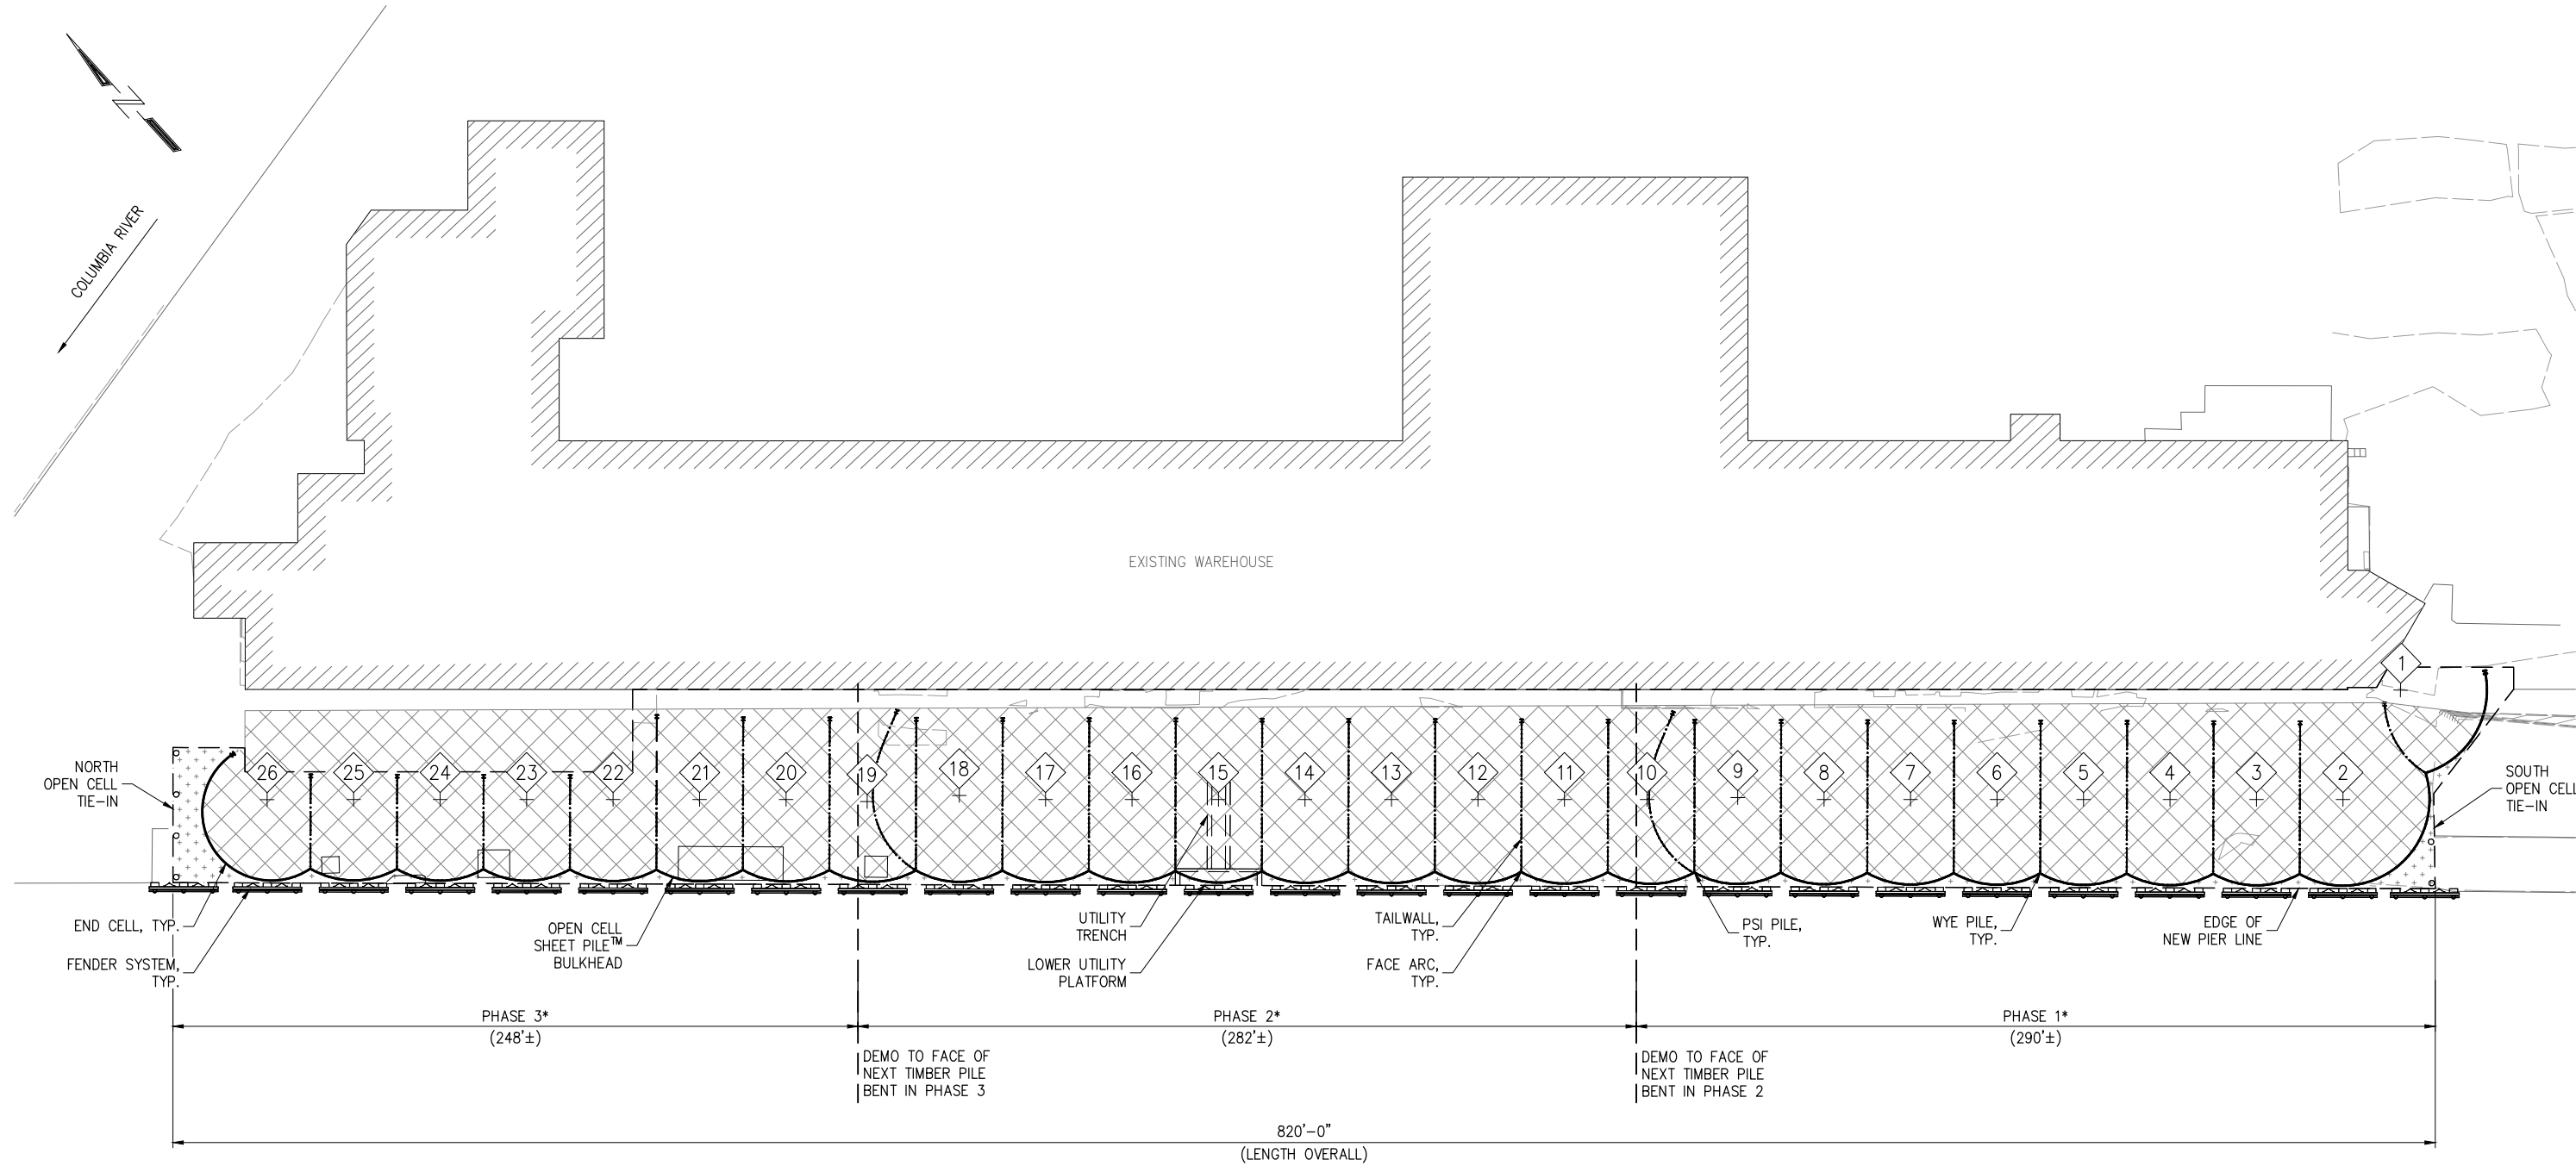 N
COLUMBIA RIVER
EXISTING WAREHOUSE
1
26
25
24
23
22
21
20
19
18
17
16
15
14
13
12
11
10
9
8
7
6
5
4
3
2
NORTH
OPEN CELL
TIE-IN
SOUTH
OPEN CELL
TIE-IN
END CELL, TYP.
FENDER SYSTEM,
TYP.
OPEN CELL
SHEET PILE™
BULKHEAD
UTILITY
TRENCH
LOWER UTILITY
PLATFORM
TAILWALL,
TYP.
FACE ARC,
TYP.
PSI PILE,
TYP.
WYE PILE,
TYP.
EDGE OF
NEW PIER LINE
PHASE 3*
(248'±)
PHASE 2*
(282'±)
PHASE 1*
(290'±)
DEMO TO FACE OF
NEXT TIMBER PILE
BENT IN PHASE 3
DEMO TO FACE OF
NEXT TIMBER PILE
BENT IN PHASE 2
820'-0"
(LENGTH OVERALL)